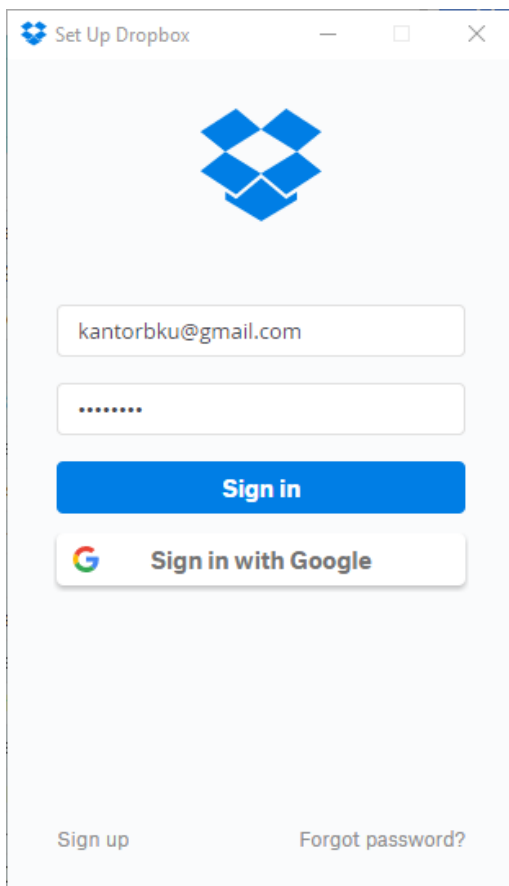 Set Up Dropbox
kantorbku@gmail.com
••••••••
Sign in
Sign in with Google
Sign up
Forgot password?